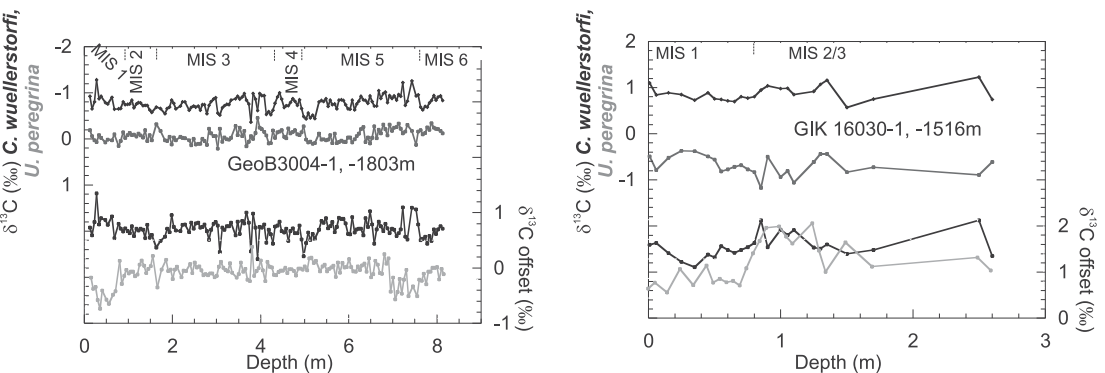 δ¹³C (‰) C. wuellerstorfi,
U. peregrina
-2
-1
0
1
MIS 1
MIS 2
MIS 3
MIS 4
MIS 5
MIS 6
GeoB3004-1, -1803m
1
0
-1
δ¹³C offset (‰)
0
2
4
6
8
Depth (m)
δ¹³C (‰) C. wuellerstorfi,
U. peregrina
2
1
0
-1
MIS 1
MIS 2/3
GIK 16030-1, -1516m
2
1
0
δ¹³C offset (‰)
0
1
2
3
Depth (m)